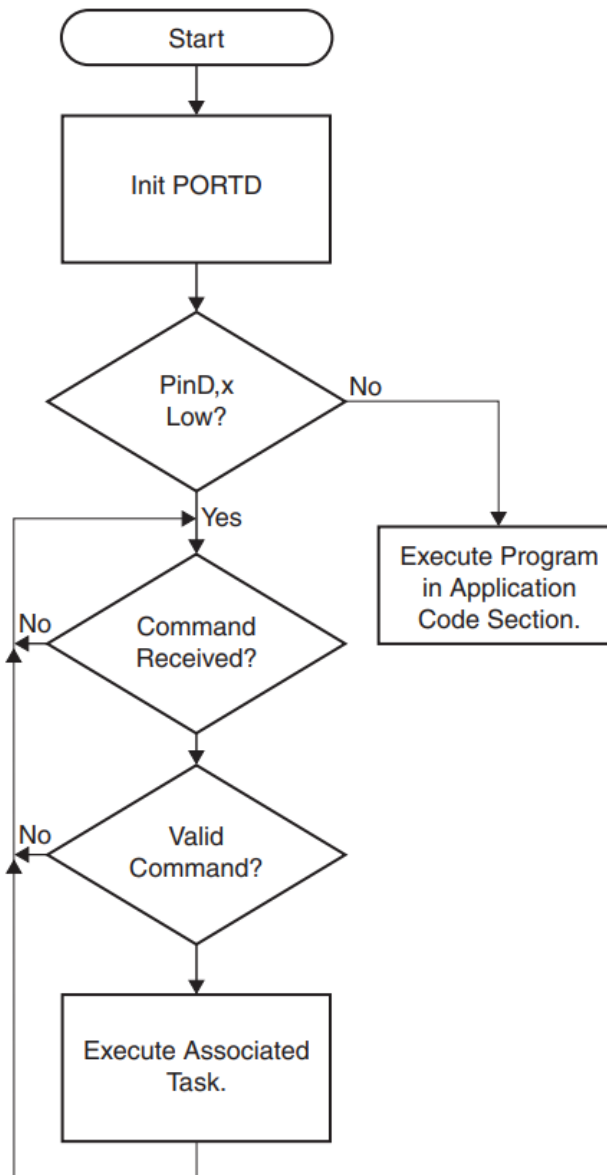 Start
Init PORTD
PinD,x
Low?
No
Yes
Execute Program
in Application
Code Section.
No
Command
Received?
No
Valid
Command?
Execute Associated
Task.